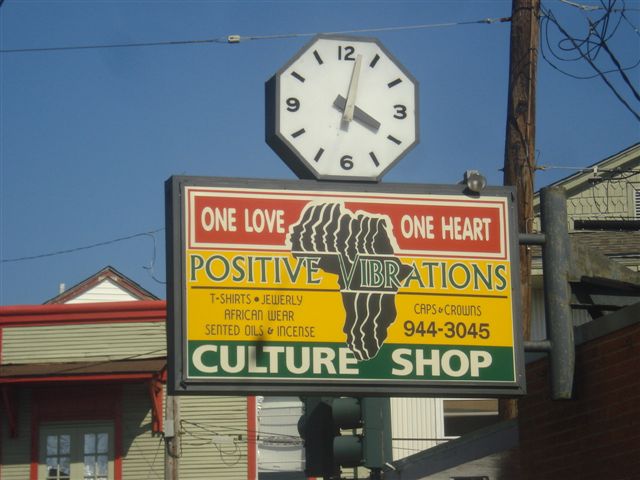 12
3
6
9
ONE LOVE ONE HEART
POSITIVE VIBRATIONS
T-SHIRTS • JEWERLY
AFRICAN WEAR
SENTED OILS & INCENSE
CAPS & CROWNS
944-3045
CULTURE SHOP